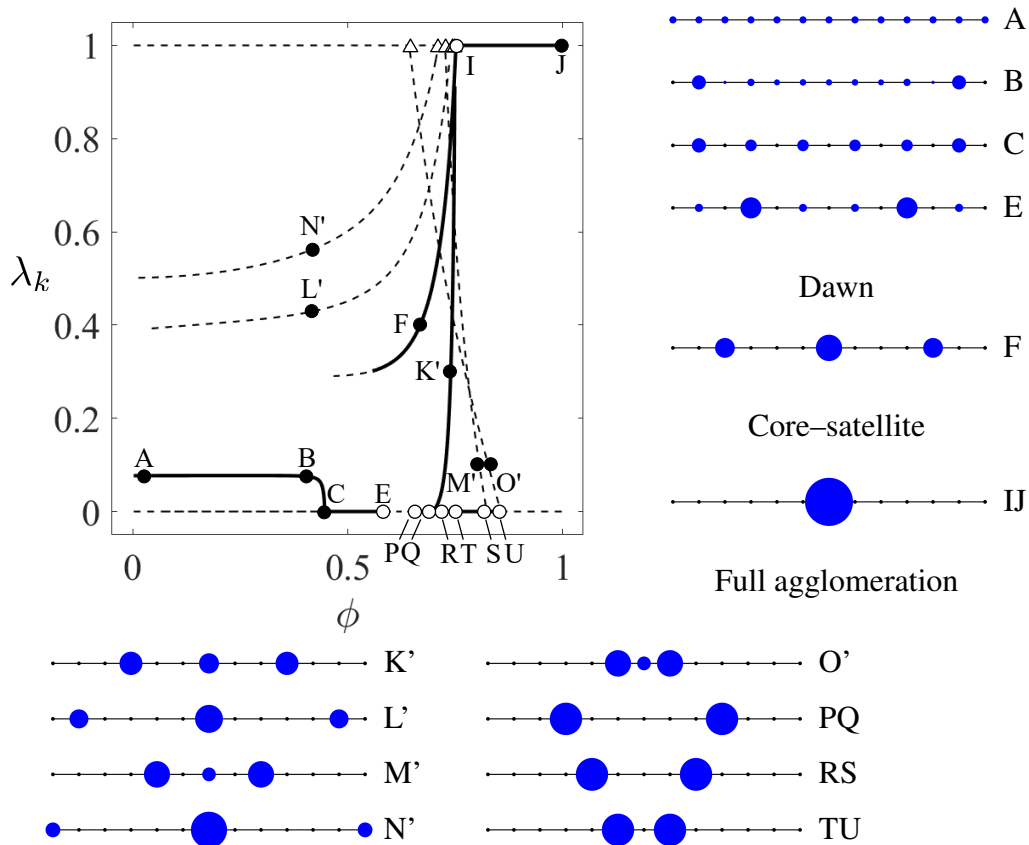 1
0.8
0.6
0.4
0.2
0
λk
N'
L'
F
K'
A
B
C
E
M'
O'
I
J
PQ
RT
SU
0
0.5
1
ϕ
A
B
C
E
Dawn
F
Core–satellite
IJ
Full agglomeration
K’
L’
M’
N’
O’
PQ
RS
TU